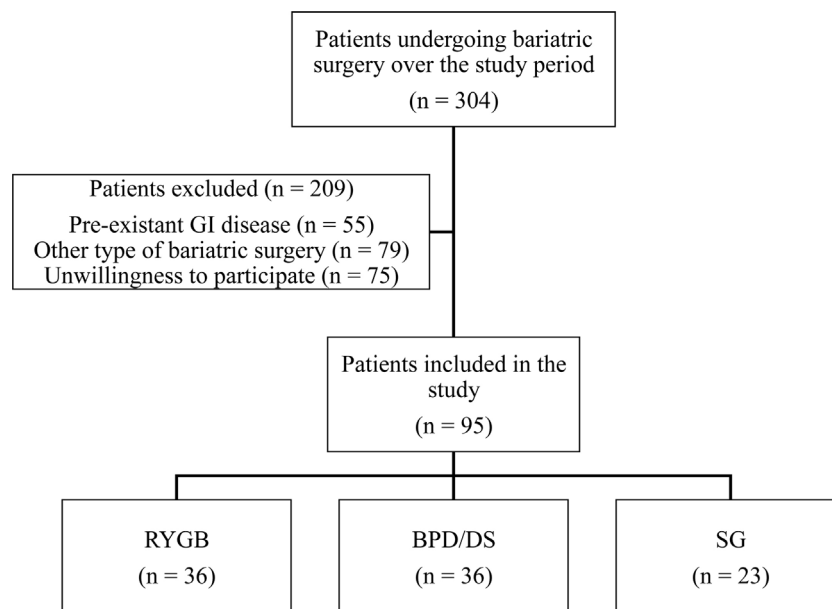 Patients undergoing bariatric
surgery over the study period
(n = 304)
Patients excluded (n = 209)
Pre-existant GI disease (n = 55)
Other type of bariatric surgery (n = 79)
Unwillingness to participate (n = 75)
Patients included in the
study
(n = 95)
RYGB
(n = 36)
BPD/DS
(n = 36)
SG
(n = 23)